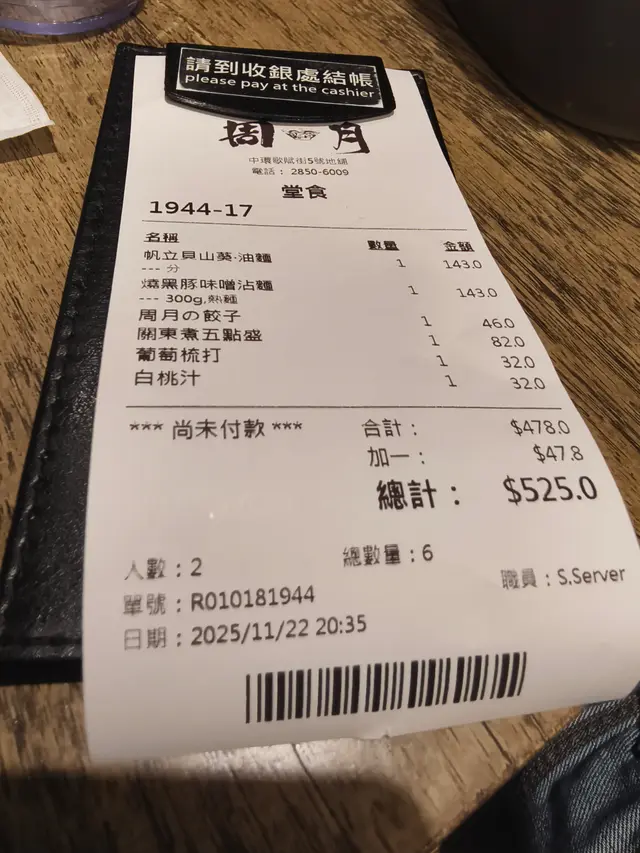 請到收銀處結帳
please pay at the cashier
周月
中環歌賦街5號地舖
電話： 2850-6009
堂食
1944-17
名稱 數量 金額
帆立貝山葵·油麵 1 143.0
--- 分
燒黑豚味噌沾麵 1 143.0
--- 300g,熱麵
周月の餃子 1 46.0
關東煮五點盛 1 82.0
葡萄梳打 1 32.0
白桃汁 1 32.0
*** 尚未付款 *** 合計： $478.0
加一： $47.8
總計： $525.0
人數：2 總數量：6
單號：R010181944 職員：S.Server
日期：2025/11/22 20:35